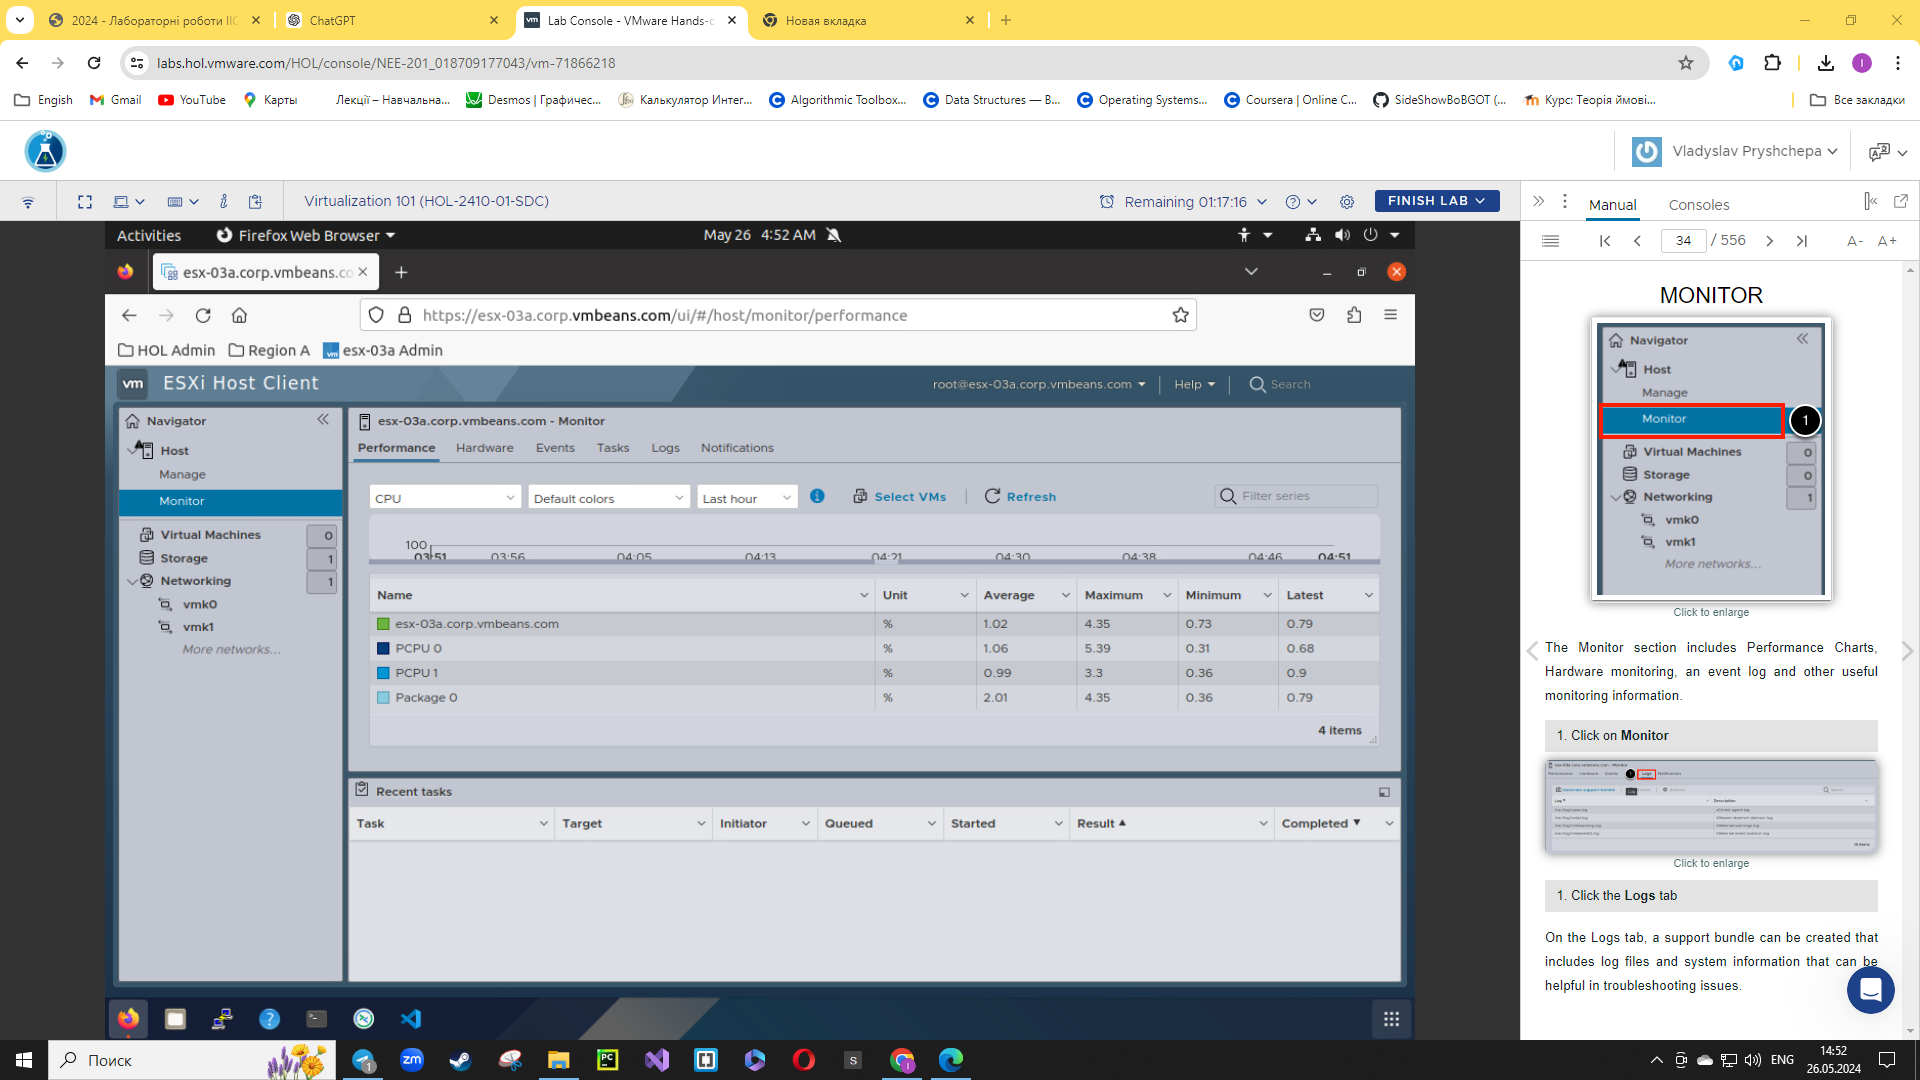 2024 - Лабораторні роботи ІІС
ChatGPT
Lab Console - VMware Hands-o
Новая вкладка
labs.hol.vmware.com/HOL/console/NEE-201_018709177043/vm-71866218
Engish
Gmail
YouTube
Карты
Лекції – Навчальна...
Desmos | Графичес...
Калькулятор Интег...
Algorithmic Toolbox...
Data Structures — В...
Operating Systems...
Coursera | Online C...
SideShowBoBGOT (...
Курс: Теорія ймові...
Все закладки
Vladyslav Pryshchepa
Virtualization 101 (HOL-2410-01-SDC)
Remaining 01:17:16
FINISH LAB
Manual
Consoles
Activities
Firefox Web Browser
May 26 4:52 AM
34 / 556
A-
A+
esx-03a.corp.vmbeans.co
https://esx-03a.corp.vmbeans.com/ui/#/host/monitor/performance
HOL Admin
Region A
esx-03a Admin
vm ESXi Host Client
root@esx-03a.corp.vmbeans.com
Help
Search
Navigator
Host
Manage
Monitor
Virtual Machines 0
Storage 1
Networking 1
vmk0
vmk1
More networks...
esx-03a.corp.vmbeans.com - Monitor
Performance Hardware Events Tasks Logs Notifications
CPU
Default colors
Last hour
Select VMs
Refresh
Filter series
100
03:51 03:56 04:05 04:13 04:21 04:30 04:38 04:46 04:51
Name Unit Average Maximum Minimum Latest
esx-03a.corp.vmbeans.com % 1.02 4.35 0.73 0.79
PCPU 0 % 1.06 5.39 0.31 0.68
PCPU 1 % 0.99 3.3 0.36 0.9
Package 0 % 2.01 4.35 0.36 0.79
4 items
Recent tasks
Task Target Initiator Queued Started Result Completed
MONITOR
Navigator
Host
Manage
Monitor
1
Virtual Machines 0
Storage 0
Networking 1
vmk0
vmk1
More networks...
Click to enlarge
The Monitor section includes Performance Charts,
Hardware monitoring, an event log and other useful
monitoring information.
1. Click on Monitor
Click to enlarge
1. Click the Logs tab
On the Logs tab, a support bundle can be created that
includes log files and system information that can be
helpful in troubleshooting issues.
Поиск
ENG
14:52
26.05.2024